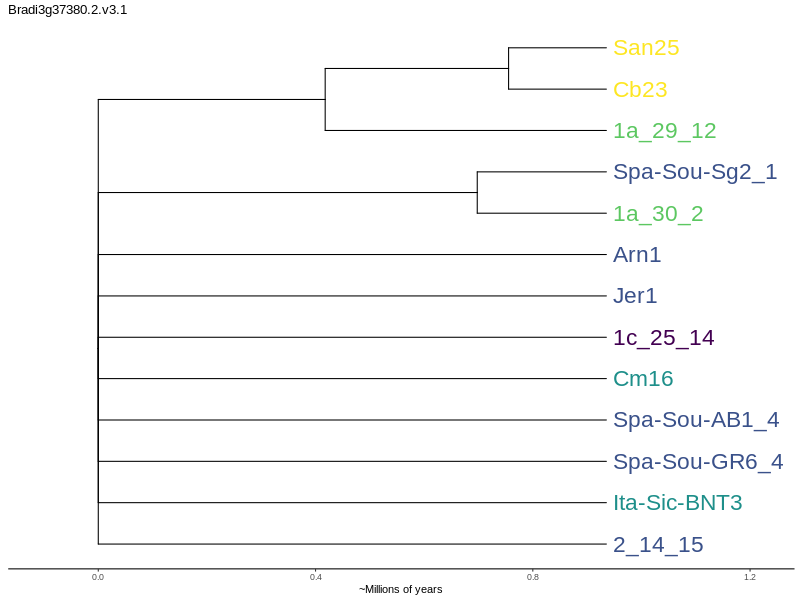 Bradi3g37380.2.v3.1
San25
Cb23
1a_29_12
Spa-Sou-Sg2_1
1a_30_2
Arn1
Jer1
1c_25_14
Cm16
Spa-Sou-AB1_4
Spa-Sou-GR6_4
Ita-Sic-BNT3
2_14_15
0.0 0.4 0.8 1.2
~Millions of years